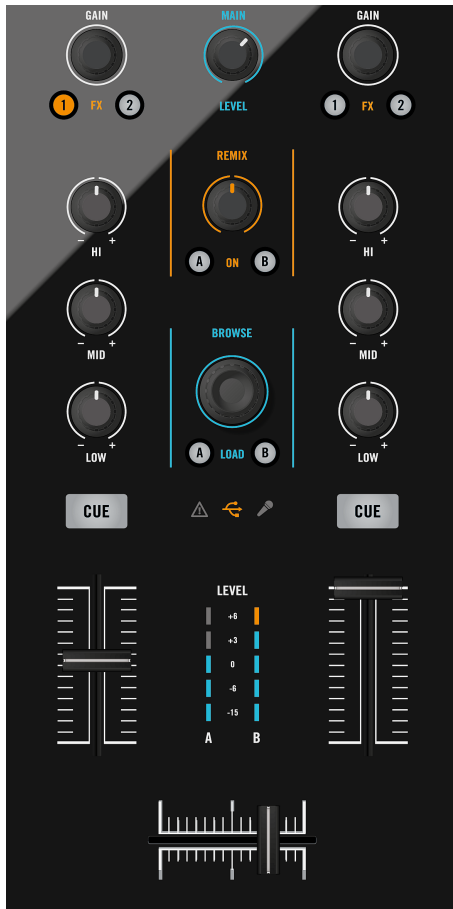 GAIN MAIN GAIN
1 FX 2 LEVEL 1 FX 2
REMIX
- + - +
HI HI
A ON B
- + - +
MID BROWSE MID
- + - +
LOW A LOAD B LOW
CUE CUE
LEVEL
+6
+3
0
-6
-15
A B